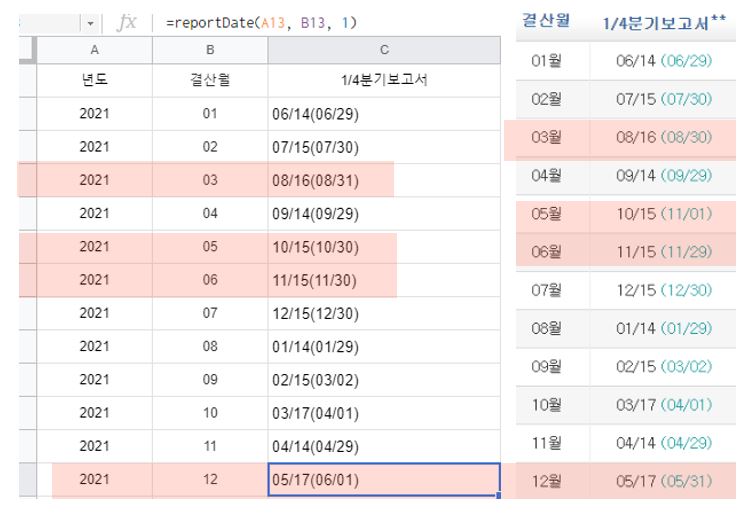 fx =reportDate(A13, B13, 1)
A B C
년도 결산월 1/4분기보고서
2021 01 06/14(06/29)
2021 02 07/15(07/30)
2021 03 08/16(08/31)
2021 04 09/14(09/29)
2021 05 10/15(10/30)
2021 06 11/15(11/30)
2021 07 12/15(12/30)
2021 08 01/14(01/29)
2021 09 02/15(03/02)
2021 10 03/17(04/01)
2021 11 04/14(04/29)
2021 12 05/17(06/01)
결산월 1/4분기보고서**
01월 06/14 (06/29)
02월 07/15 (07/30)
03월 08/16 (08/30)
04월 09/14 (09/29)
05월 10/15 (11/01)
06월 11/15 (11/29)
07월 12/15 (12/30)
08월 01/14 (01/29)
09월 02/15 (03/02)
10월 03/17 (04/01)
11월 04/14 (04/29)
12월 05/17 (05/31)